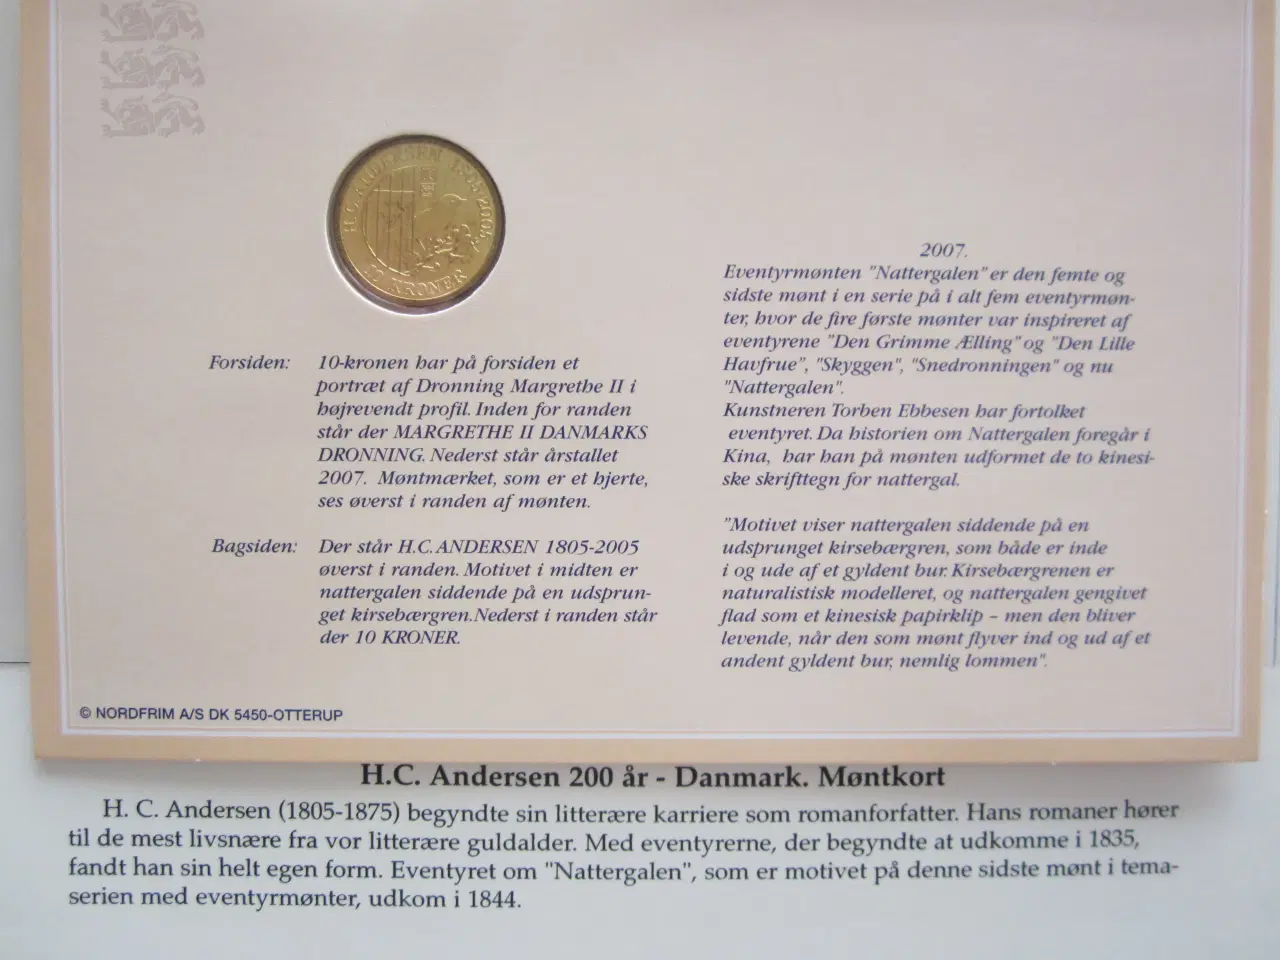 H.C. ANDERSEN 1805-2005
10 KRONER
Forsiden: 10-kronen har på forsiden et
portræt af Dronning Margrethe II i
højrevendt profil. Inden for randen
står der MARGRETHE II DANMARKS
DRONNING. Nederst står årstallet
2007. Møntmærket, som er et hjerte,
ses øverst i randen af mønten.
Bagsiden: Der står H.C. ANDERSEN 1805-2005
øverst i randen. Motivet i midten er
nattergalen siddende på en udsprun-
get kirsebærgren.Nederst i randen står
der 10 KRONER.
2007.
Eventyrmønten "Nattergalen" er den femte og
sidste mønt i en serie på i alt fem eventyrmøn-
ter, hvor de fire første mønter var inspireret af
eventyrene "Den Grimme Ælling" og "Den Lille
Havfrue", "Skyggen", "Snedronningen" og nu
"Nattergalen".
Kunstneren Torben Ebbesen har fortolket
eventyret. Da historien om Nattergalen foregår i
Kina, har han på mønten udformet de to kinesi-
ske skrifttegn for nattergal.
"Motivet viser nattergalen siddende på en
udsprunget kirsebærgren, som både er inde
i og ude af et gyldent bur. Kirsebærgrenen er
naturalistisk modelleret, og nattergalen gengivet
flad som et kinesisk papirklip – men den bliver
levende, når den som mønt flyver ind og ud af et
andent gyldent bur, nemlig lommen".
© NORDFRIM A/S DK 5450-OTTERUP
H.C. Andersen 200 år - Danmark. Møntkort
H. C. Andersen (1805-1875) begyndte sin litterære karriere som romanforfatter. Hans romaner hører
til de mest livsnære fra vor litterære guldalder. Med eventyrerne, der begyndte at udkomme i 1835,
fandt han sin helt egen form. Eventyret om "Nattergalen", som er motivet på denne sidste mønt i tema-
serien med eventyrmønter, udkom i 1844.